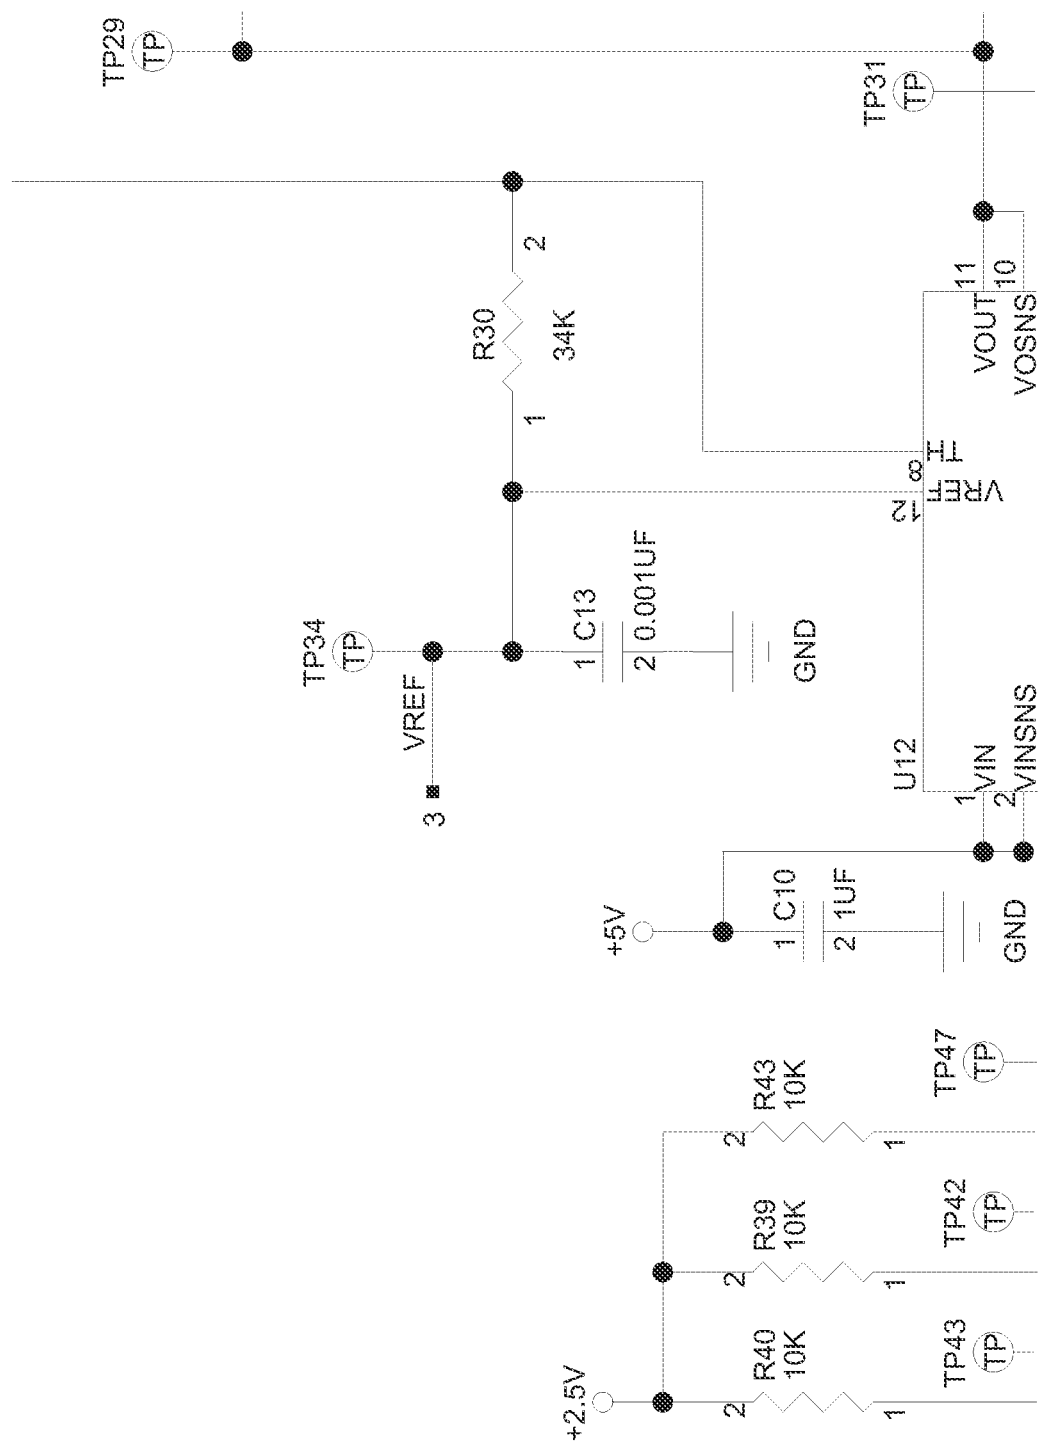 TP29
TP
TP31
TP
2
R30
34K
1
11
10
VOUT
VOSNS
8
TH
12
VREF
TP34
TP
VREF
3
1
C13
2
0.001UF
GND
U12
1
VIN
2
VINSNS
+5V
1
C10
2
1UF
GND
TP47
TP
R43
10K
2
1
TP42
TP
R39
10K
2
1
TP43
TP
R40
10K
2
1
+2.5V